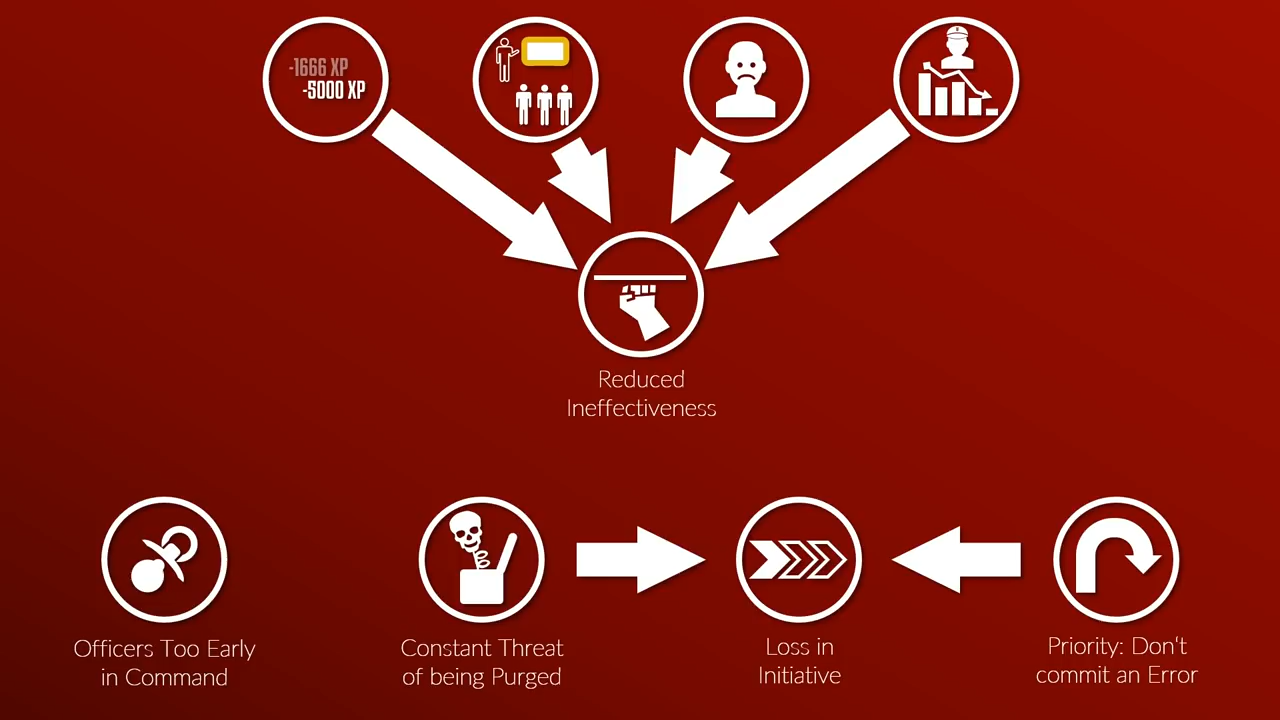 -1666 XP
-5000 XP
Reduced
Ineffectiveness
Officers Too Early
in Command
Constant Threat
of being Purged
Loss in
Initiative
Priority: Don't
commit an Error